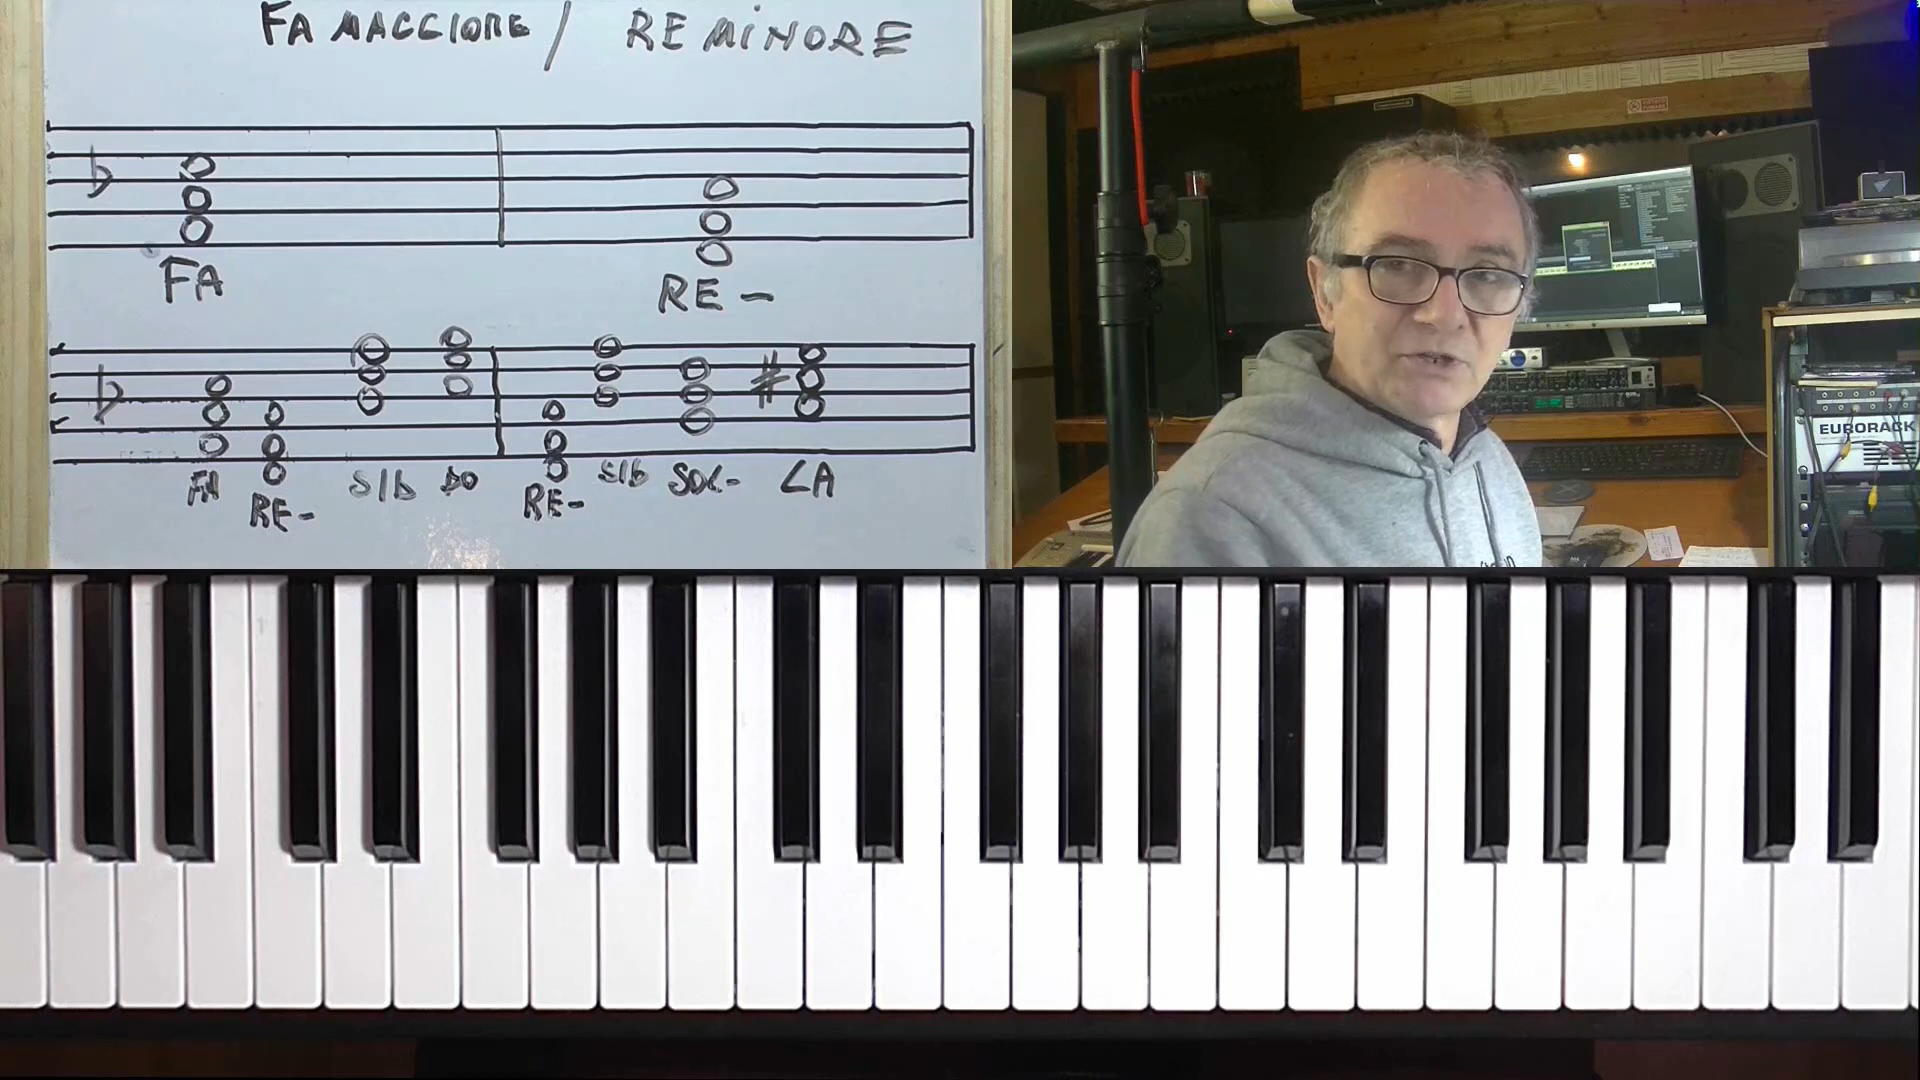 FA MAGGIORE / RE MINORE
FA RE -
FA RE- SIb DO RE- SIb SOL- LA
EURORACK